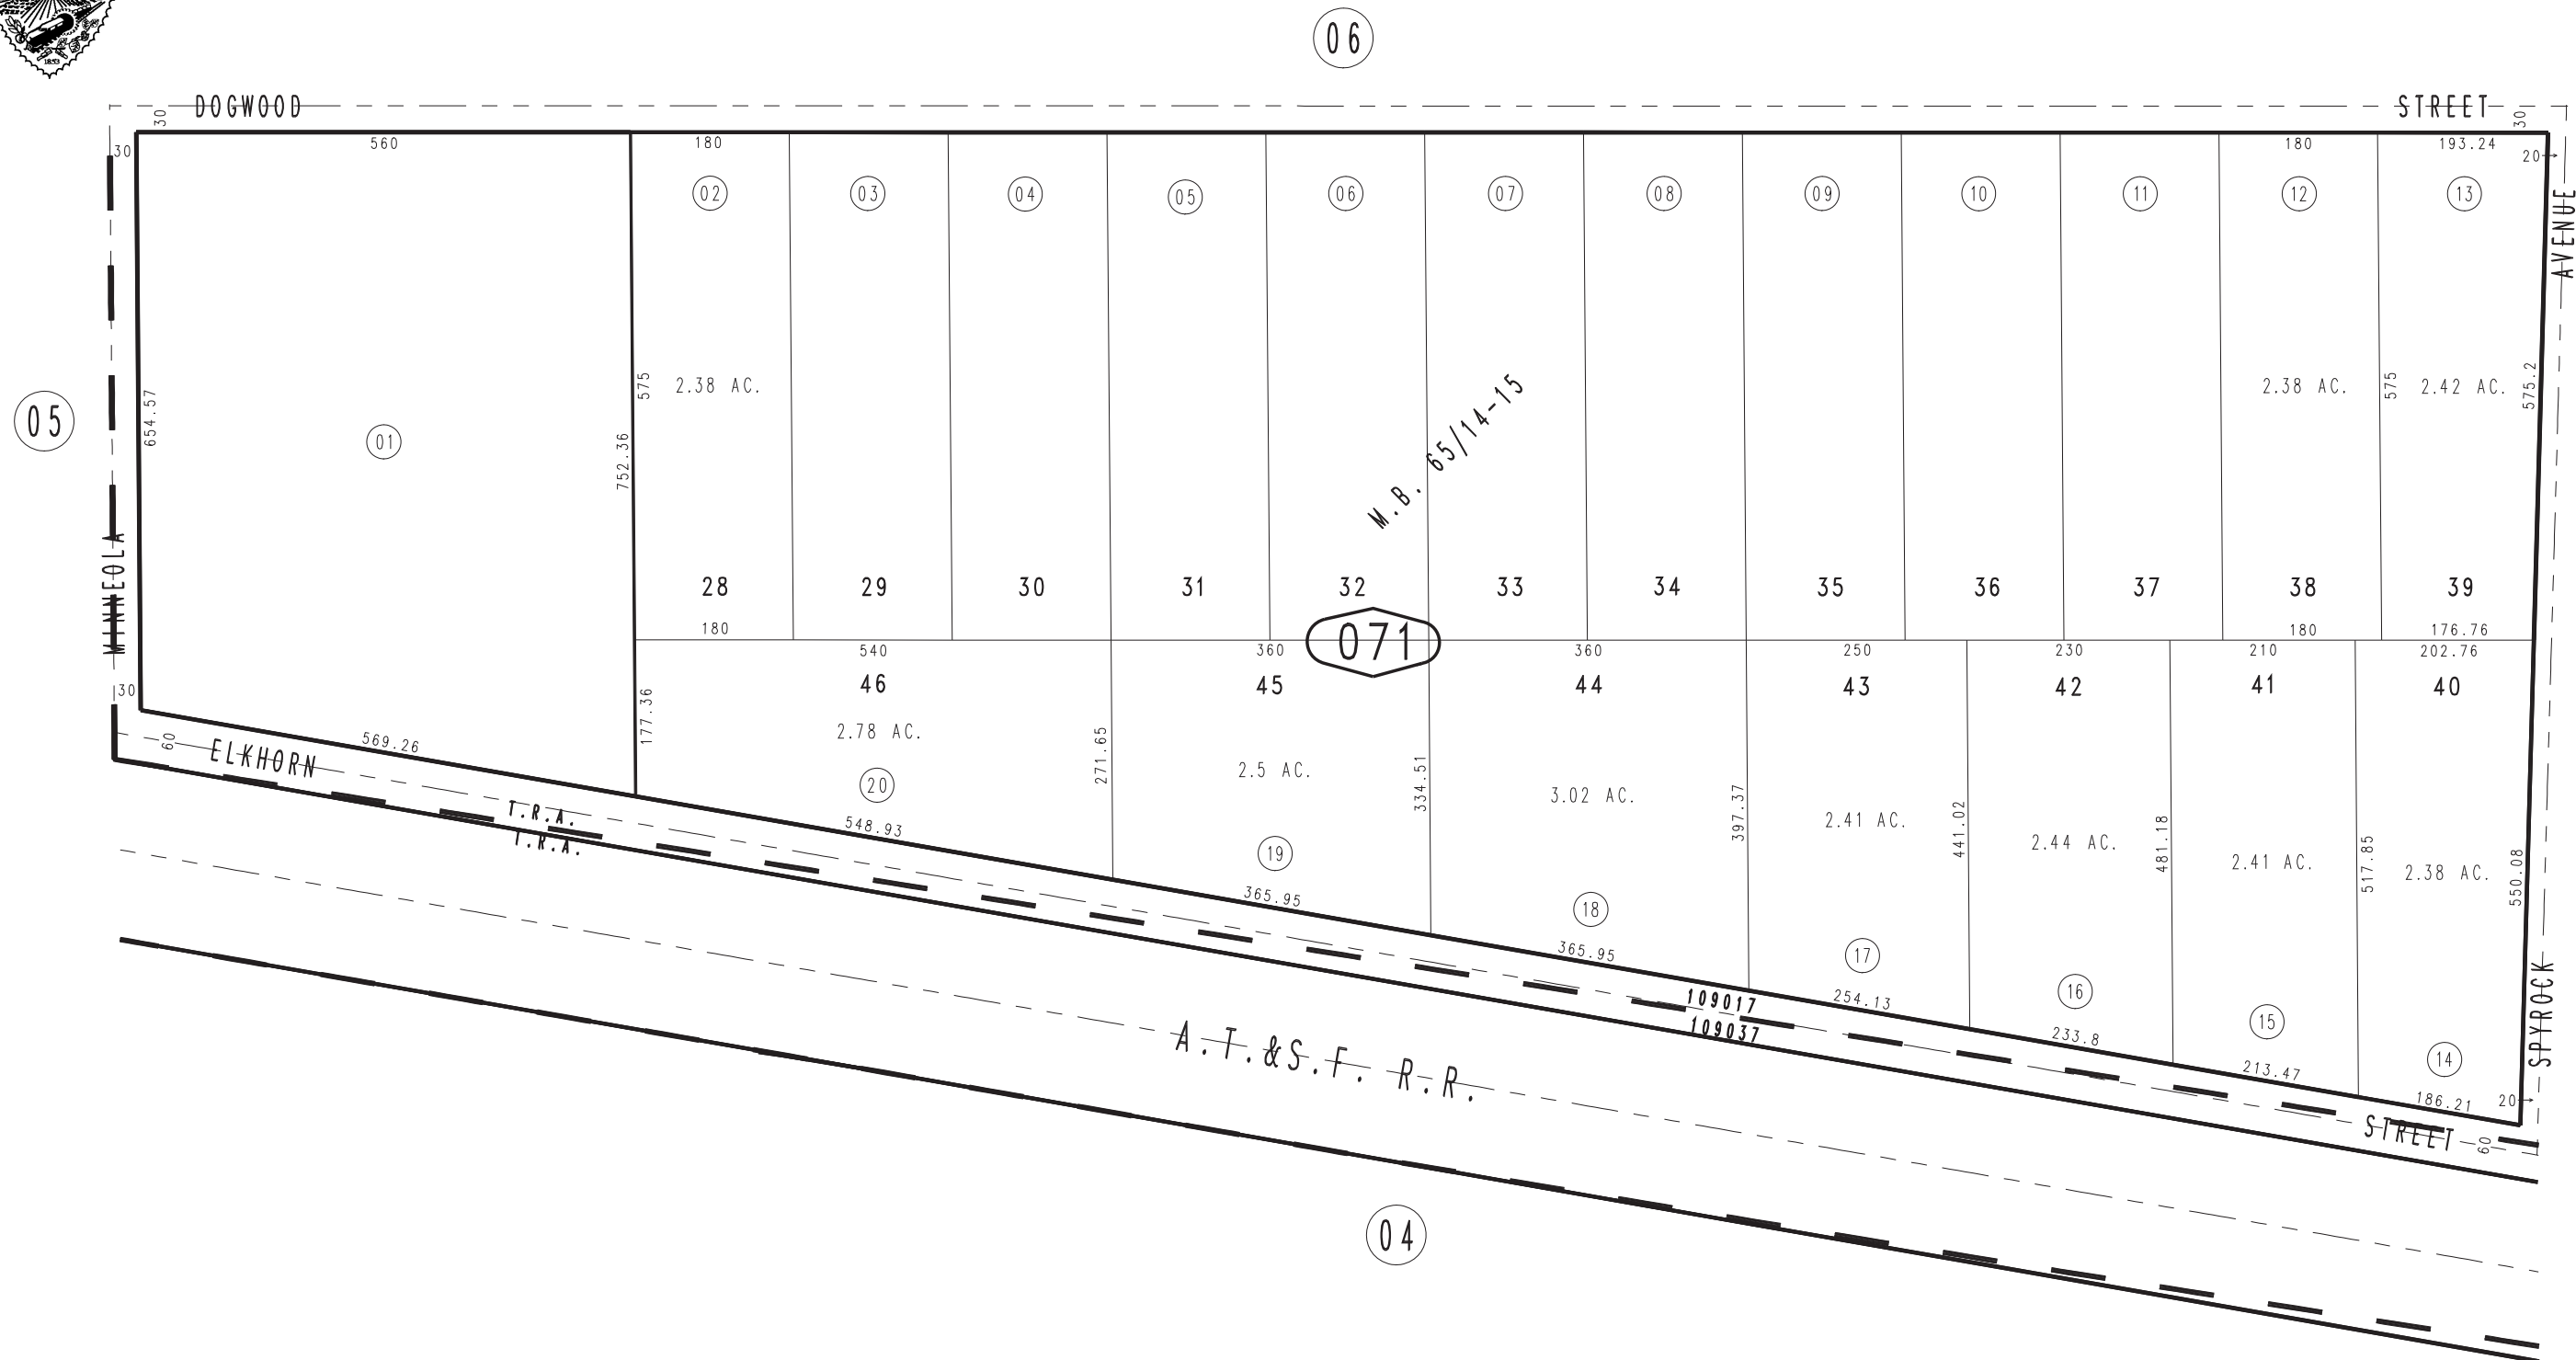 1853
06
DOGWOOD STREET
30 30
30 560 180 180 193.24 20
02 03 04 05 06 07 08 09 10 11 12 13
AVENUE
05
654.57 01 752.36 575 2.38 AC. 2.38 AC. 575 2.42 AC. 575.2
M.B. 65/14-15
MINNEOLA
28 29 30 31 32 33 34 35 36 37 38 39
180 180 176.76
071
540 360 360 250 230 210 202.76
46 45 44 43 42 41 40
30
177.36 2.78 AC. 271.65 2.5 AC. 334.51 3.02 AC. 397.37 2.41 AC. 441.02 2.44 AC. 481.18 2.41 AC. 517.85 2.38 AC. 550.08
20 19 18 17 16 15 14
569.26 548.93 365.95 365.95 254.13 233.8 213.47 186.21 20
60 ELKHORN STREET 60
SPYROCK
T.R.A. 109017
T.R.A. 109037
A.T.&S.F. R.R.
04